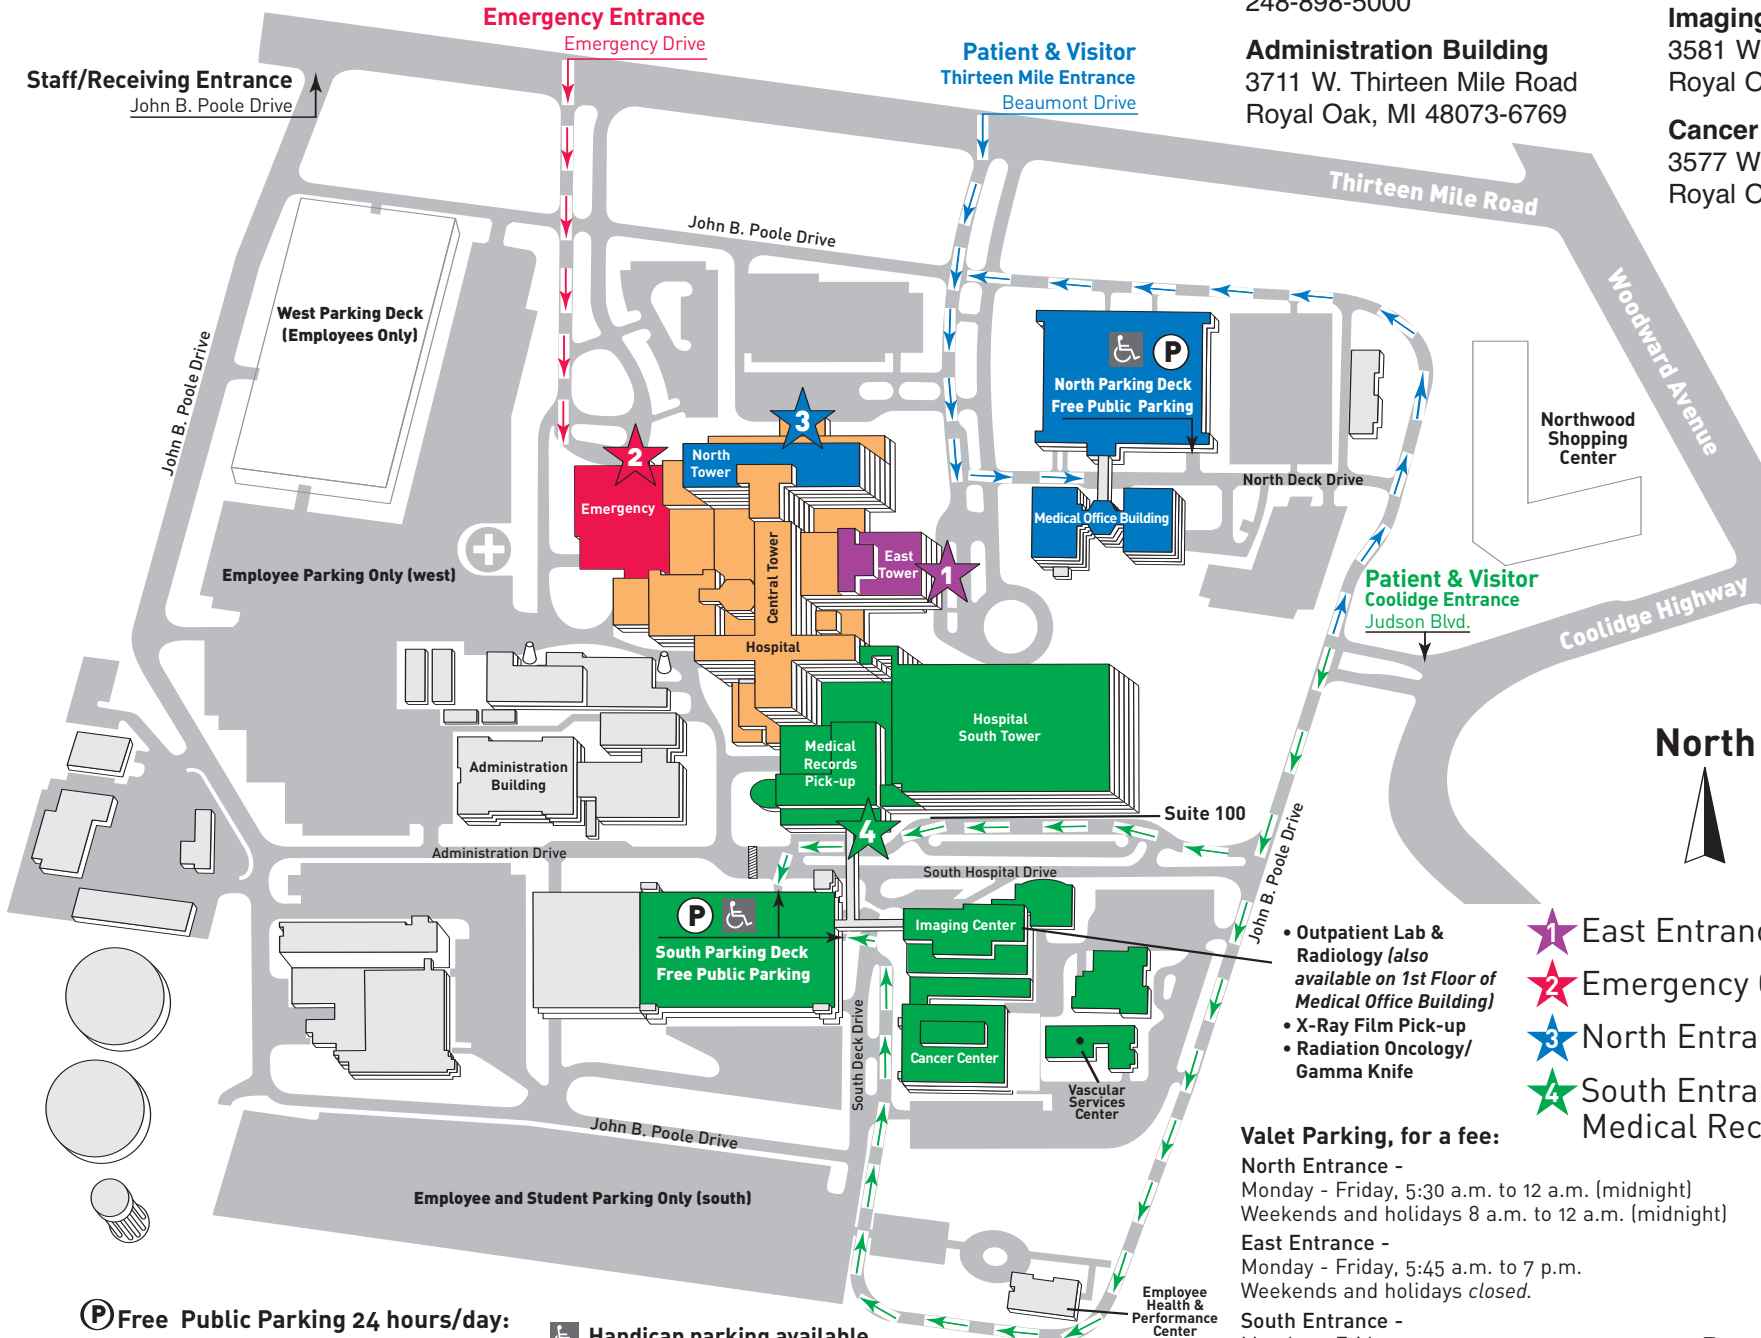 Emergency Entrance
Emergency Drive
Staff/Receiving Entrance
John B. Poole Drive
Patient & Visitor
Thirteen Mile Entrance
Beaumont Drive
248-898-5000
Administration Building
3711 W. Thirteen Mile Road
Royal Oak, MI 48073-6769
Imaging
3581 W
Royal O
Cancer
3577 W
Royal O
Thirteen Mile Road
Woodward Avenue
John B. Poole Drive
John B. Poole Drive
West Parking Deck
(Employees Only)
P
North Parking Deck
Free Public Parking
Northwood
Shopping
Center
3
North
Tower
2
Emergency
North Deck Drive
Medical Office Building
Central Tower
East
Tower
1
Employee Parking Only (west)
Patient & Visitor
Coolidge Entrance
Judson Blvd.
Coolidge Highway
Hospital
Hospital
South Tower
Medical
Records
Pick-up
Administration
Building
North
4
Suite 100
Administration Drive
South Hospital Drive
John B. Poole Drive
P
South Parking Deck
Free Public Parking
Imaging Center
Cancer Center
South Deck Drive
Vascular
Services
Center
• Outpatient Lab &
Radiology (also
available on 1st Floor of
Medical Office Building)
• X-Ray Film Pick-up
• Radiation Oncology/
Gamma Knife
1 East Entranc
2 Emergency
3 North Entra
4 South Entra
Medical Rec
John B. Poole Drive
Employee and Student Parking Only (south)
Valet Parking, for a fee:
North Entrance -
Monday - Friday, 5:30 a.m. to 12 a.m. (midnight)
Weekends and holidays 8 a.m. to 12 a.m. (midnight)
East Entrance -
Monday - Friday, 5:45 a.m. to 7 p.m.
Weekends and holidays closed.
South Entrance -
Employee
Health &
Performance
Center
P Free Public Parking 24 hours/day:
Handicap parking available